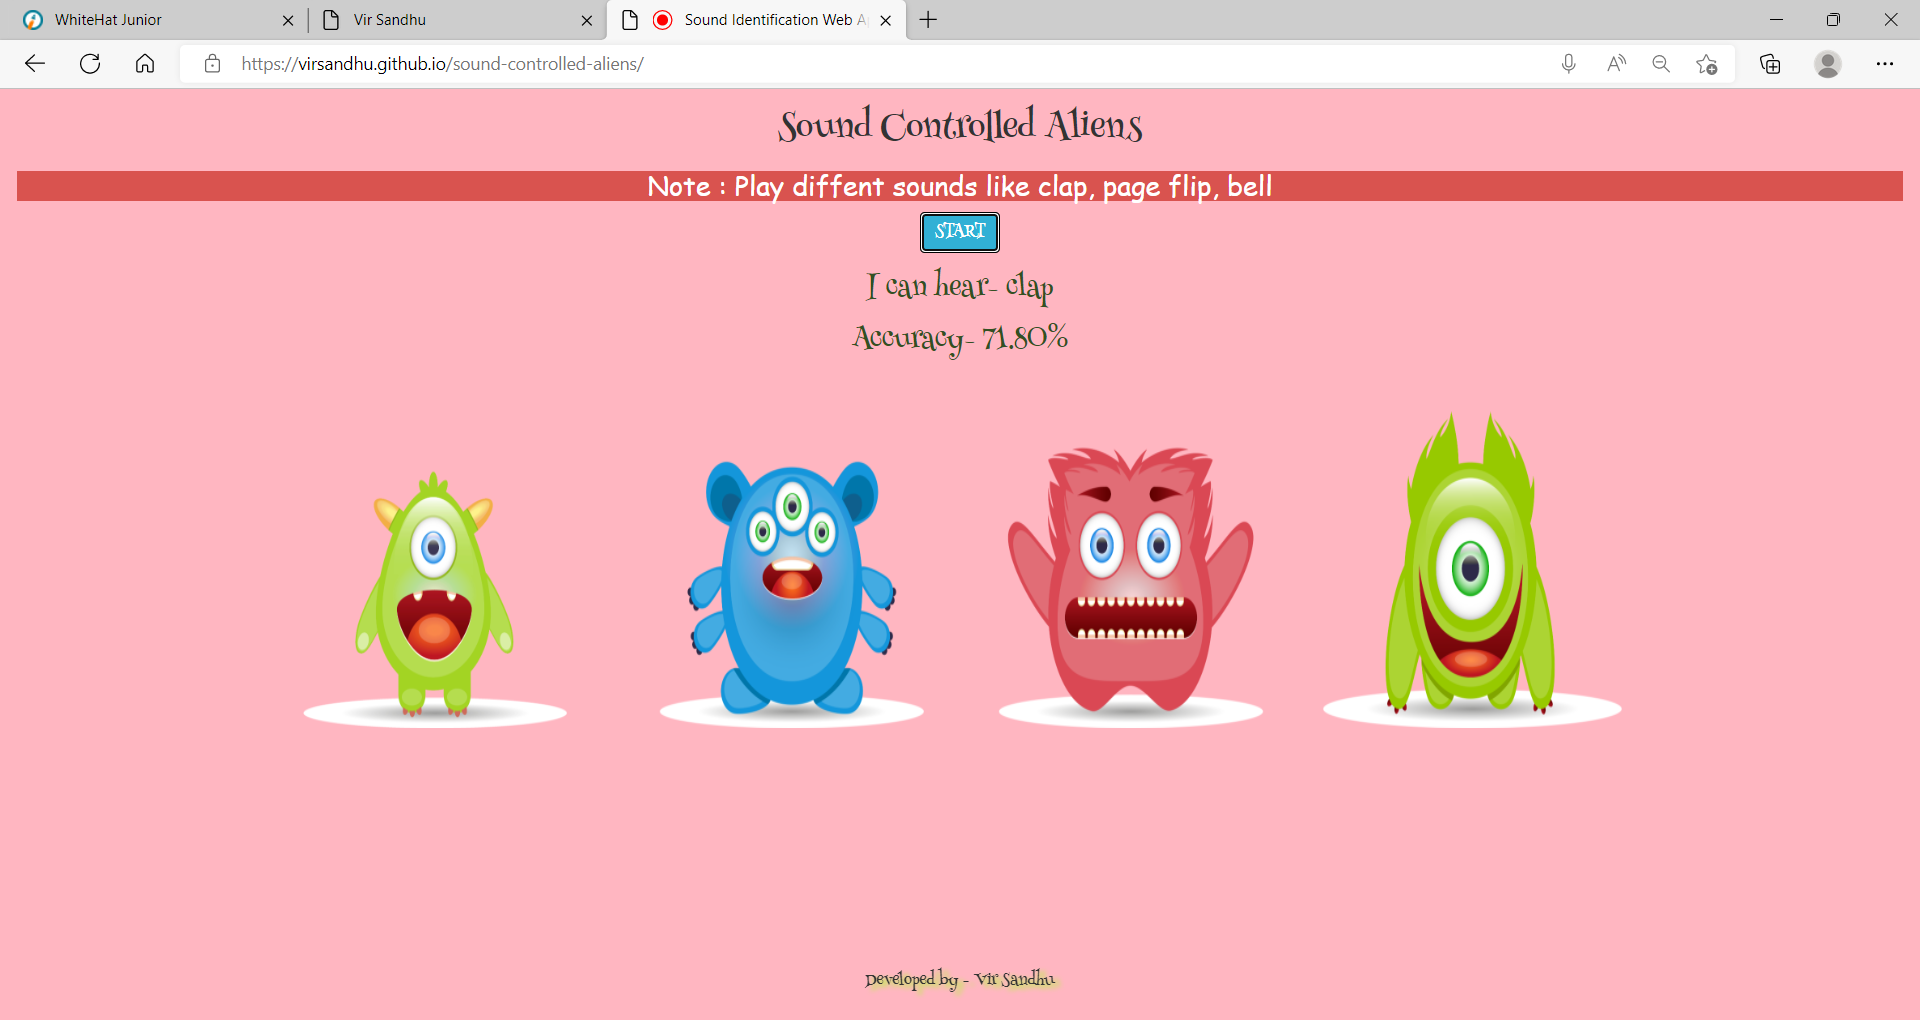 WhiteHat Junior
Vir Sandhu
Sound Identification Web A
https://virsandhu.github.io/sound-controlled-aliens/
Sound Controlled Aliens
Note : Play diffent sounds like clap, page flip, bell
START
I can hear- clap
Accuracy- 71.80%
Developed by - Vir Sandhu